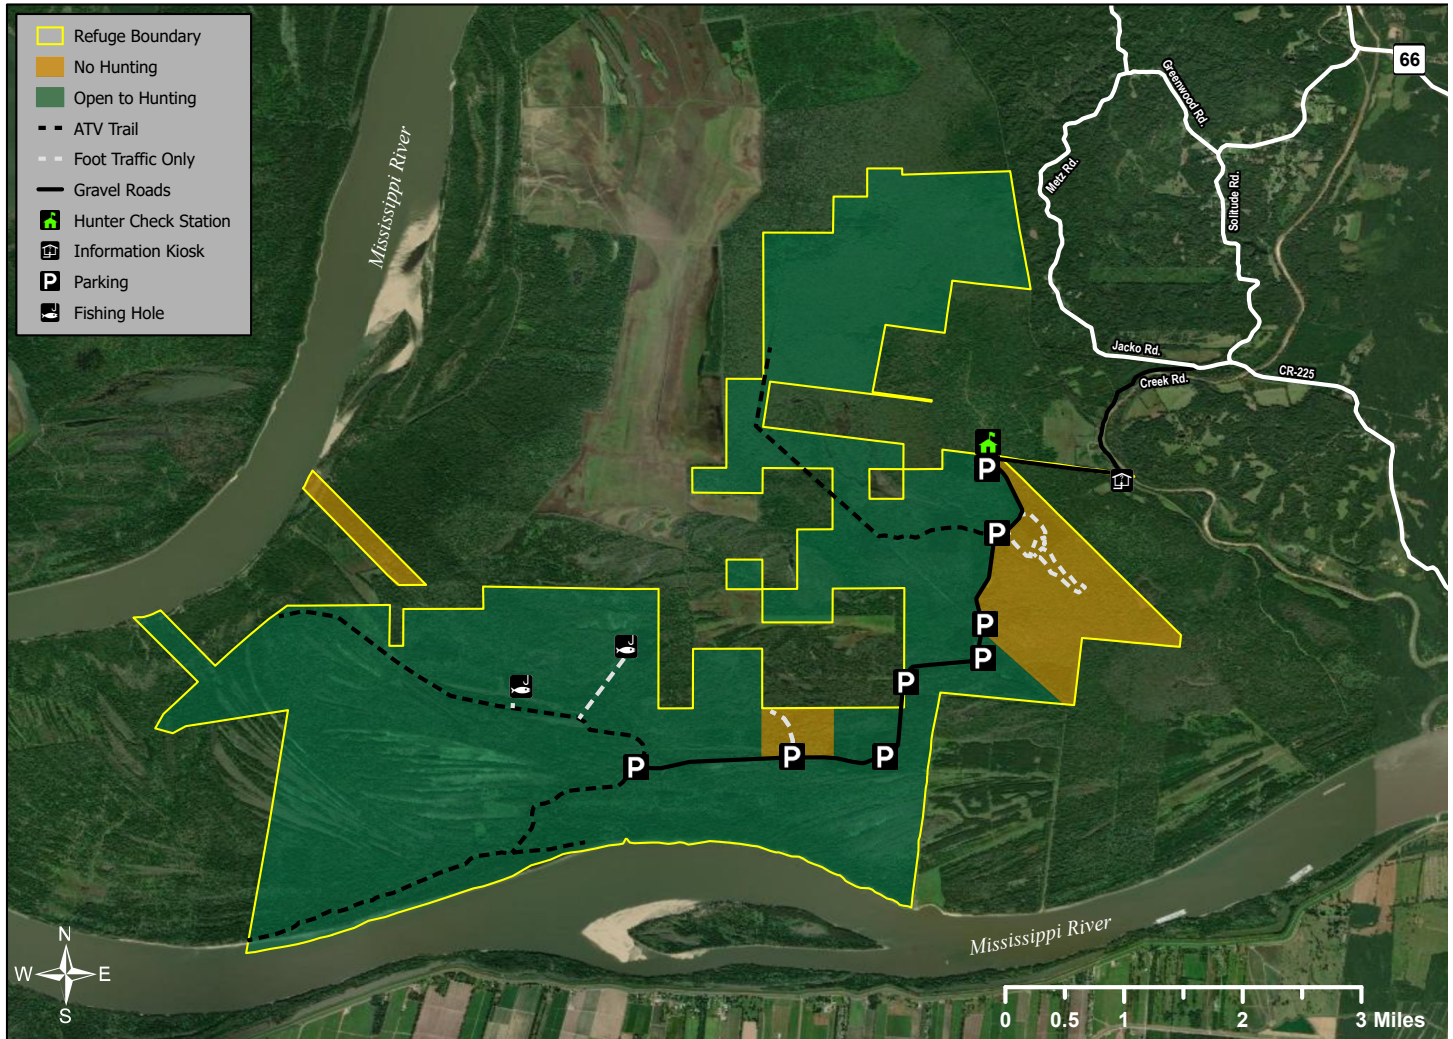 Refuge Boundary
No Hunting
Open to Hunting
ATV Trail
Foot Traffic Only
Gravel Roads
Hunter Check Station
Information Kiosk
P Parking
Fishing Hole
Mississippi River
66
Greenwood Rd.
Metz Rd.
Solitude Rd.
Jacko Rd.
CR-225
Creek Rd.
P
P
P
P
P
P
P
P
Mississippi River
N
W E
S
0 0.5 1 2 3 Miles